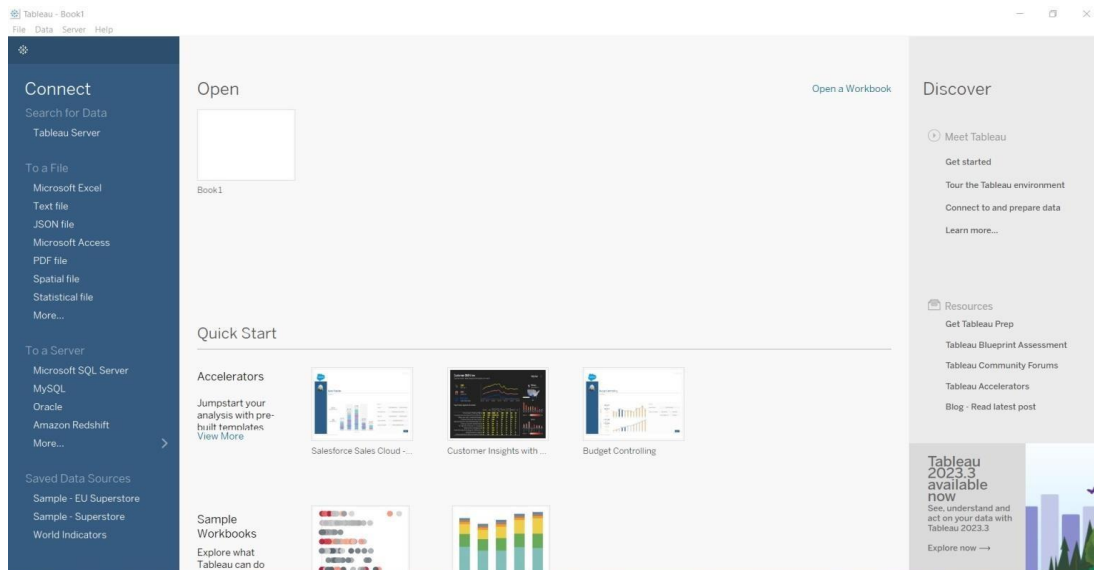 Tableau - Book1
File Data Server Help
Connect
Search for Data
Tableau Server
To a File
Microsoft Excel
Text file
JSON file
Microsoft Access
PDF file
Spatial file
Statistical file
More...
To a Server
Microsoft SQL Server
MySQL
Oracle
Amazon Redshift
More...
Saved Data Sources
Sample - EU Superstore
Sample - Superstore
World Indicators
Open
Open a Workbook
Book1
Quick Start
Accelerators
Jumpstart your
analysis with pre-
built templates
View More
Salesforce Sales Cloud -...
Customer Insights with ...
Budget Controlling
Sample
Workbooks
Explore what
Tableau can do
Discover
Meet Tableau
Get started
Tour the Tableau environment
Connect to and prepare data
Learn more...
Resources
Get Tableau Prep
Tableau Blueprint Assessment
Tableau Community Forums
Tableau Accelerators
Blog - Read latest post
Tableau
2023.3
available
now
See, understand and
act on your data with
Tableau 2023.3
Explore now →